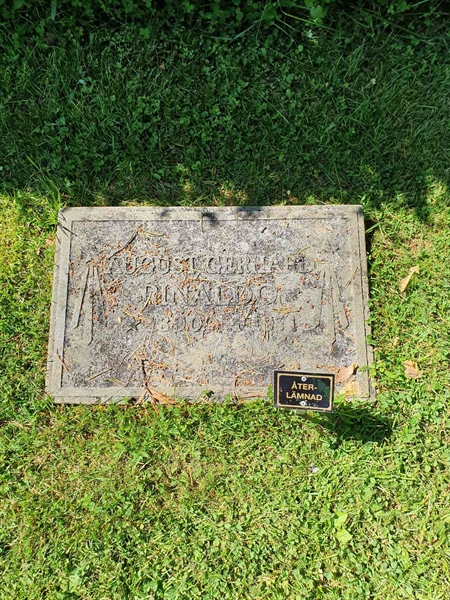 AUGUST GERHARD
RINALDO
ÅTER-
LÄMNAD